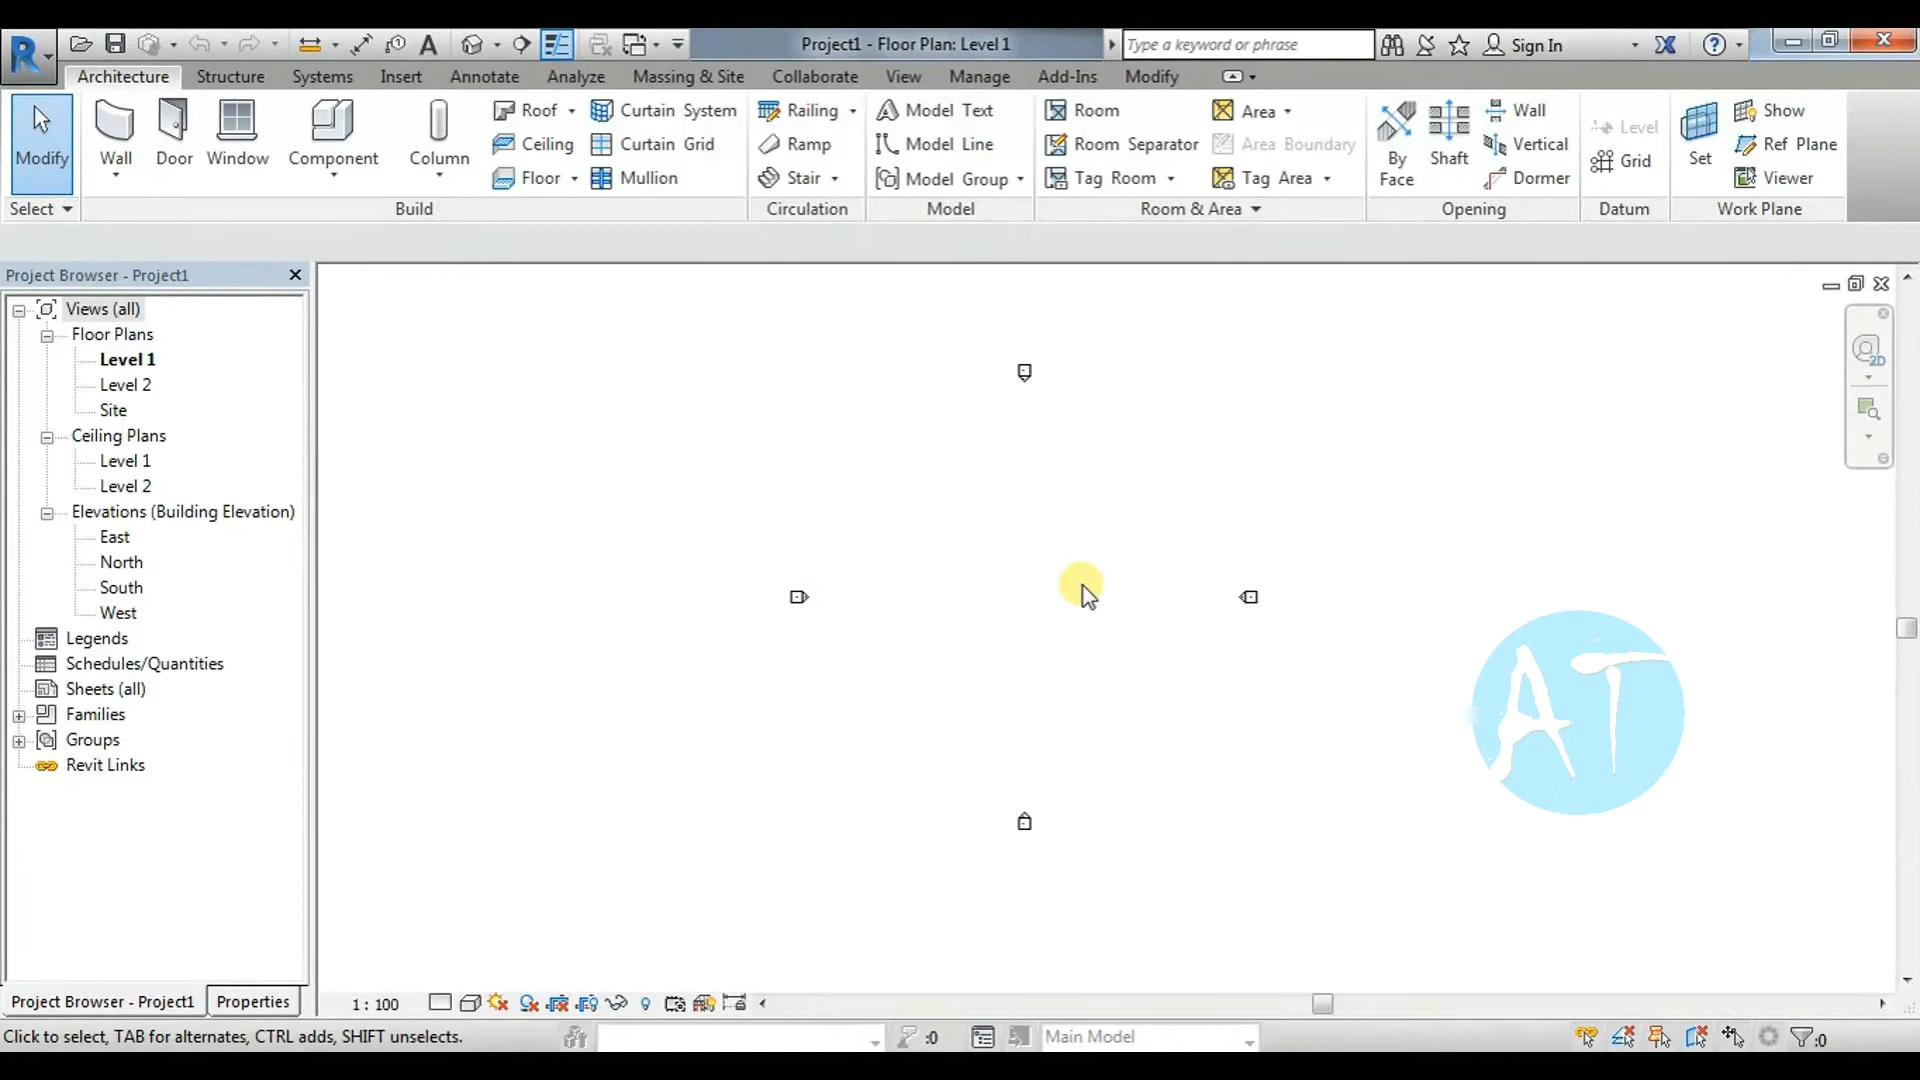 R
A
Project1 - Floor Plan: Level 1
Type a keyword or phrase
Sign In
Architecture Structure Systems Insert Annotate Analyze Massing & Site Collaborate View Manage Add-Ins Modify
Roof Curtain System Railing Model Text Room Area Wall Show
Ceiling Curtain Grid Ramp Model Line Room Separator Area Boundary Vertical Level Ref Plane
Modify Wall Door Window Component Column By Face Shaft Grid Set
Floor Mullion Stair Model Group Tag Room Tag Area Dormer Viewer
Select Build Circulation Model Room & Area Opening Datum Work Plane
Project Browser - Project1
Views (all)
Floor Plans
Level 1
Level 2
Site
Ceiling Plans
Level 1
Level 2
Elevations (Building Elevation)
East
North
South
West
Legends
Schedules/Quantities
Sheets (all)
Families
Groups
Revit Links
2D
AT
Project Browser - Project1 Properties
1 : 100
Click to select, TAB for alternates, CTRL adds, SHIFT unselects.
:0
Main Model
:0